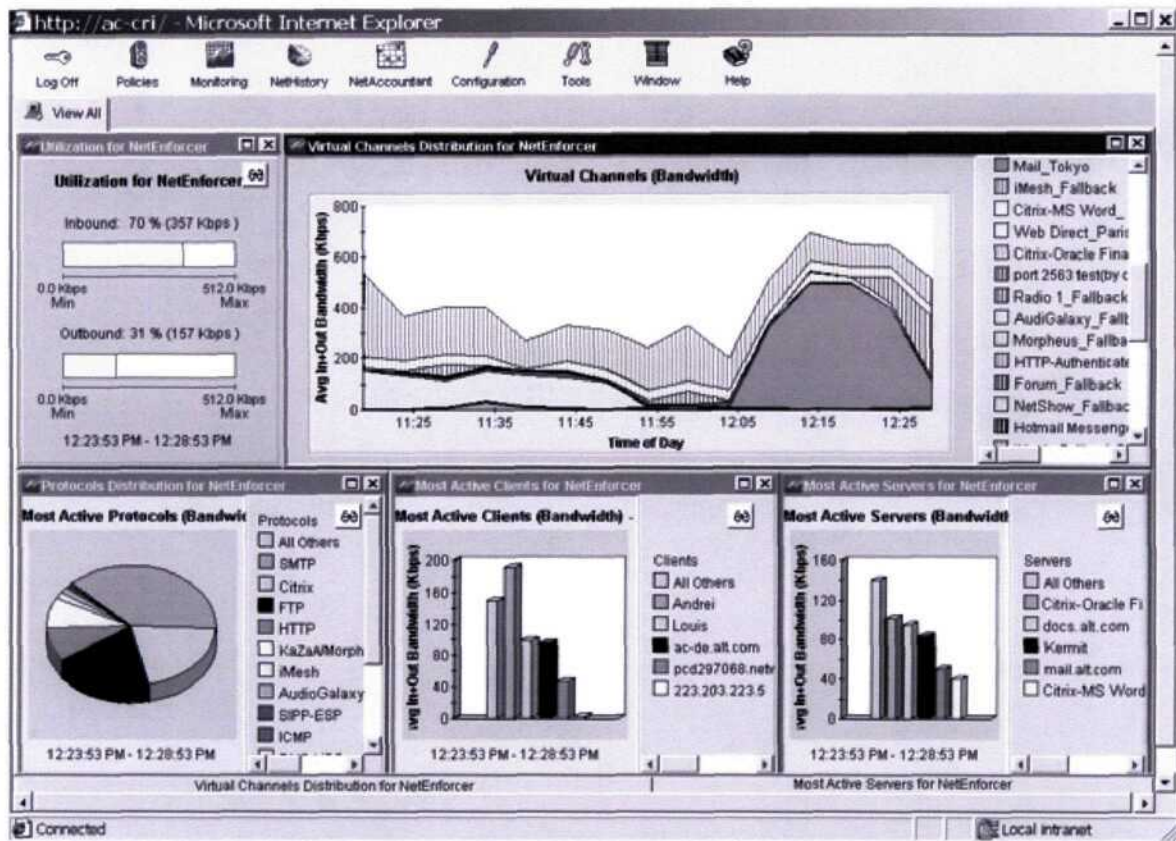 http://ac-cri/ - Microsoft Internet Explorer
Log Off Policies Monitoring NetHistory NetAccountant Configuration Tools Window Help
View All
Utilization for NetEnforcer
Utilization for NetEnforcer
Inbound: 70 % (357 Kbps )
0.0 Kbps 512.0 Kbps
Min Max
Outbound: 31 % (157 Kbps )
0.0 Kbps 512.0 Kbps
Min Max
12:23:53 PM - 12:28:53 PM
Virtual Channels Distribution for NetEnforcer
Virtual Channels (Bandwidth)
Avg In+Out Bandwidth (Kbps)
800
600
400
200
0
11:25 11:35 11:45 11:55 12:05 12:15 12:25
Time of Day
Mail_Tokyo
iMesh_Fallback
Citrix-MS Word_
Web Direct_Paris
Citrix-Oracle Fina
port 2563 test(by c
Radio 1_Fallback
AudiGalaxy_Fallb
Morpheus_Fallba
HTTP-Authenticate
Forum_Fallback
NetShow_Fallbac
Hotmail Messeng
Protocols Distribution for NetEnforcer
Most Active Protocols (Bandwi
Protocols
All Others
SMTP
Citrix
FTP
HTTP
KaZaA/Morph
iMesh
AudioGalaxy
SIPP-ESP
ICMP
12:23:53 PM - 12:28:53 PM
Most Active Clients for NetEnforcer
Most Active Clients (Bandwidth) -
Avg In+Out Bandwidth (Kbps)
200
160
120
80
40
0
Clients
All Others
Andrei
Louis
ac-de.alt.com
pcd297068.netv
223.203.223.5
12:23:53 PM - 12:28:53 PM
Most Active Servers for NetEnforcer
Most Active Servers (Bandwidth
Avg In+Out Bandwidth (Kbps)
160
120
80
40
0
Servers
All Others
Citrix-Oracle Fi
docs.alt.com
Kermit
mail.alt.com
Citrix-MS Word
12:23:53 PM - 12:28:53 PM
Virtual Channels Distribution for NetEnforcer
Most Active Servers for NetEnforcer
Connected
Local intranet